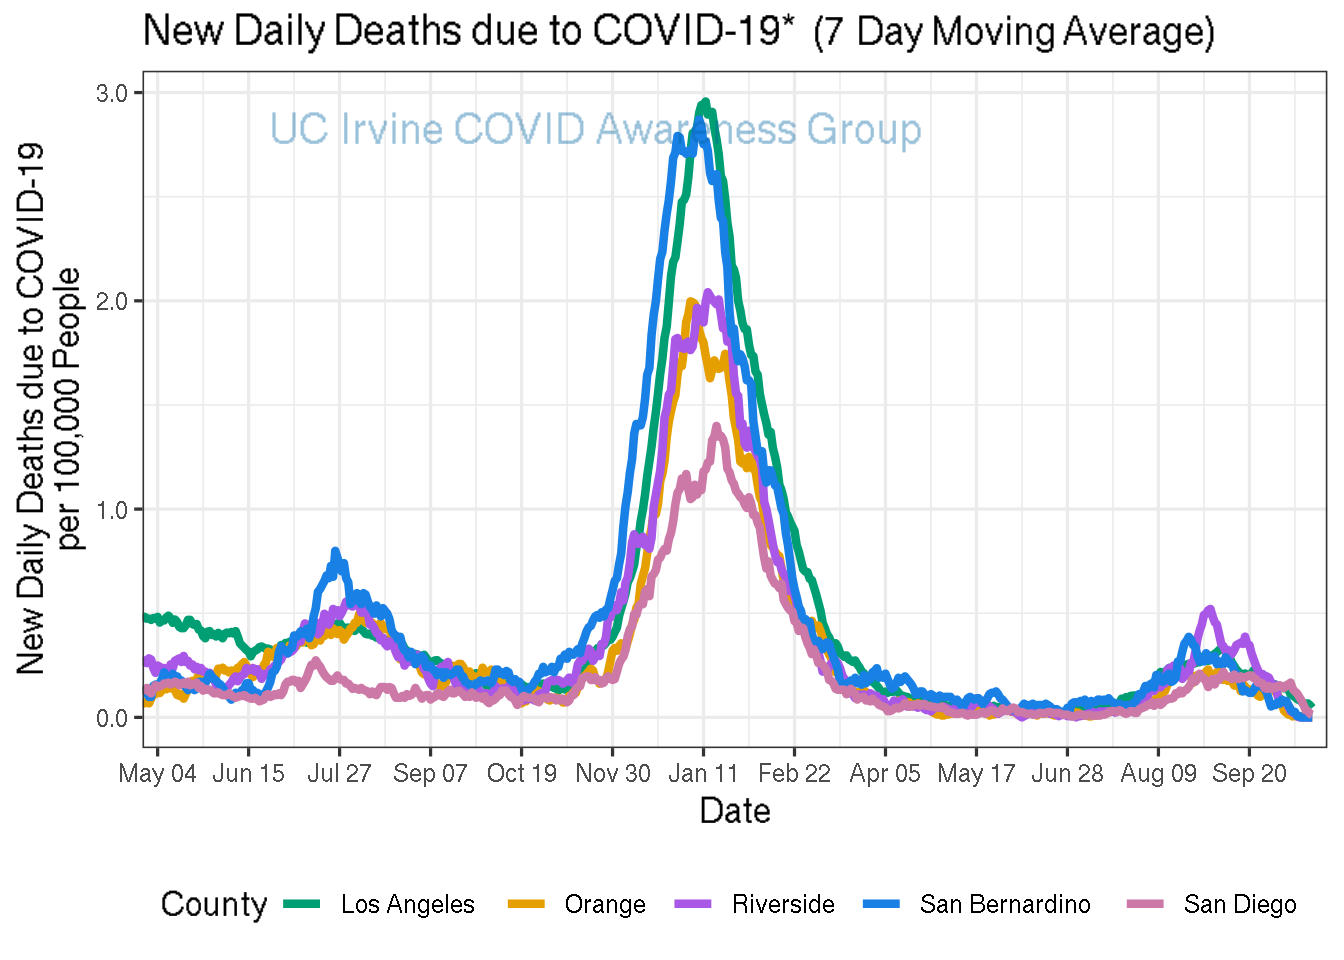 New Daily Deaths due to COVID-19* (7 Day Moving Average)
UC Irvine COVID Awareness Group
New Daily Deaths due to COVID-19
per 100,000 People
3.0
2.0
1.0
0.0
May 04 Jun 15 Jul 27 Sep 07 Oct 19 Nov 30 Jan 11 Feb 22 Apr 05 May 17 Jun 28 Aug 09 Sep 20
Date
County Los Angeles Orange Riverside San Bernardino San Diego